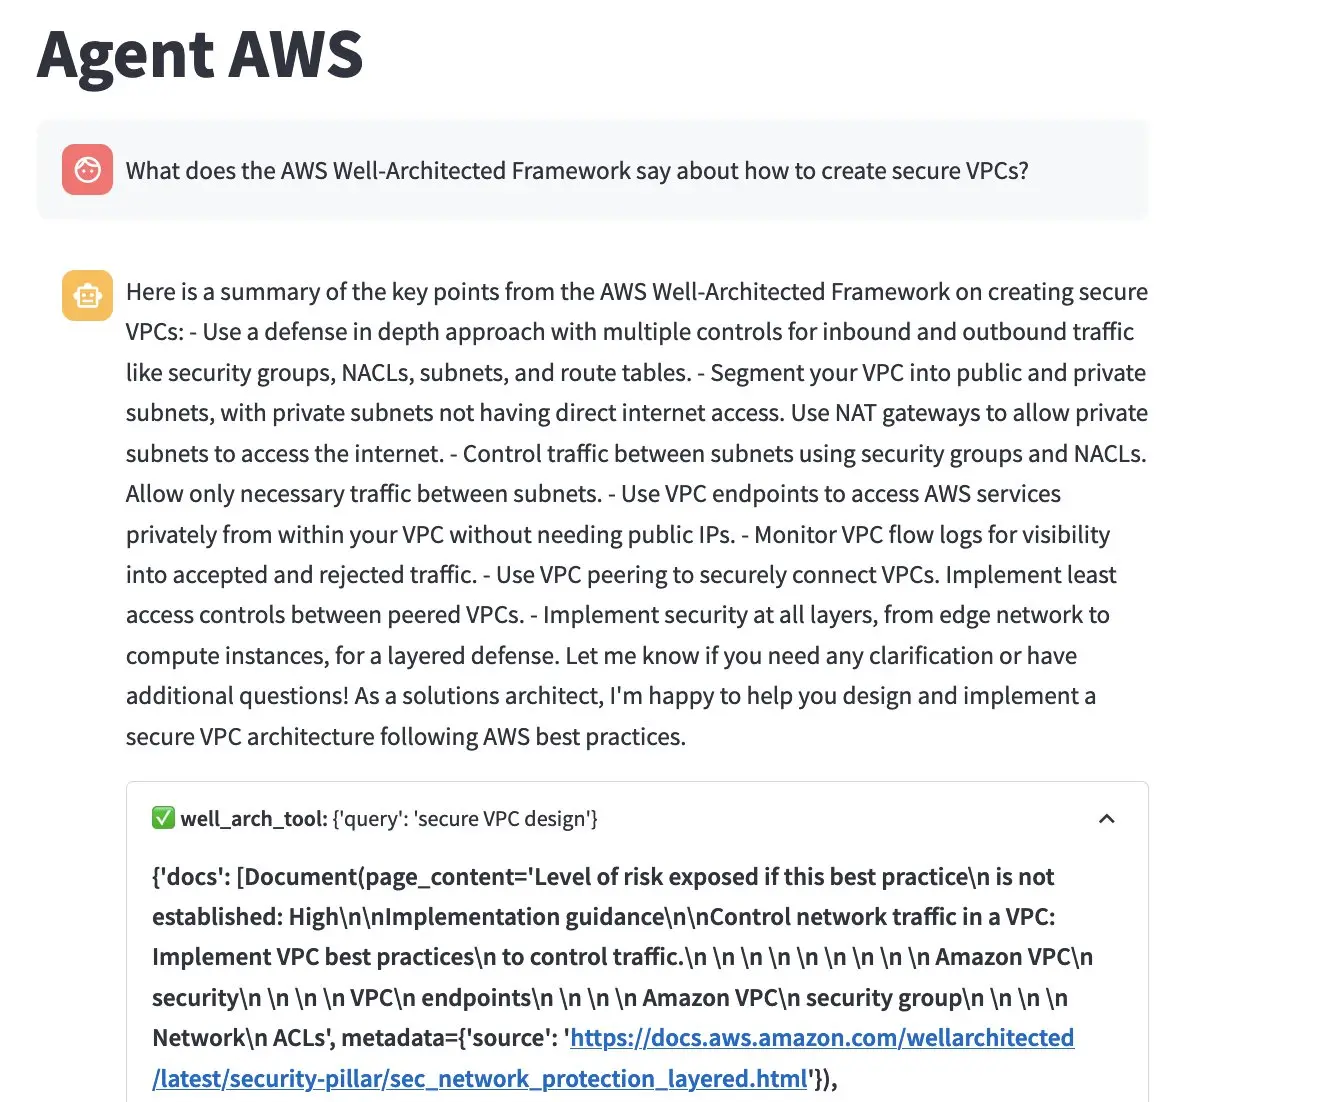 Agent AWS
What does the AWS Well-Architected Framework say about how to create secure VPCs?
Here is a summary of the key points from the AWS Well-Architected Framework on creating secure
VPCs: - Use a defense in depth approach with multiple controls for inbound and outbound traffic
like security groups, NACLs, subnets, and route tables. - Segment your VPC into public and private
subnets, with private subnets not having direct internet access. Use NAT gateways to allow private
subnets to access the internet. - Control traffic between subnets using security groups and NACLs.
Allow only necessary traffic between subnets. - Use VPC endpoints to access AWS services
privately from within your VPC without needing public IPs. - Monitor VPC flow logs for visibility
into accepted and rejected traffic. - Use VPC peering to securely connect VPCs. Implement least
access controls between peered VPCs. - Implement security at all layers, from edge network to
compute instances, for a layered defense. Let me know if you need any clarification or have
additional questions! As a solutions architect, I'm happy to help you design and implement a
secure VPC architecture following AWS best practices.
✅ well_arch_tool: {'query': 'secure VPC design'}
{'docs': [Document(page_content='Level of risk exposed if this best practice\n is not
established: High\n\nImplementation guidance\n\nControl network traffic in a VPC:
Implement VPC best practices\n to control traffic.\n \n \n \n \n \n \n \n \n Amazon VPC\n
security\n \n \n \n VPC\n endpoints\n \n \n \n Amazon VPC\n security group\n \n \n \n
Network\n ACLs', metadata={'source': 'https://docs.aws.amazon.com/wellarchitected
/latest/security-pillar/sec_network_protection_layered.html'}),